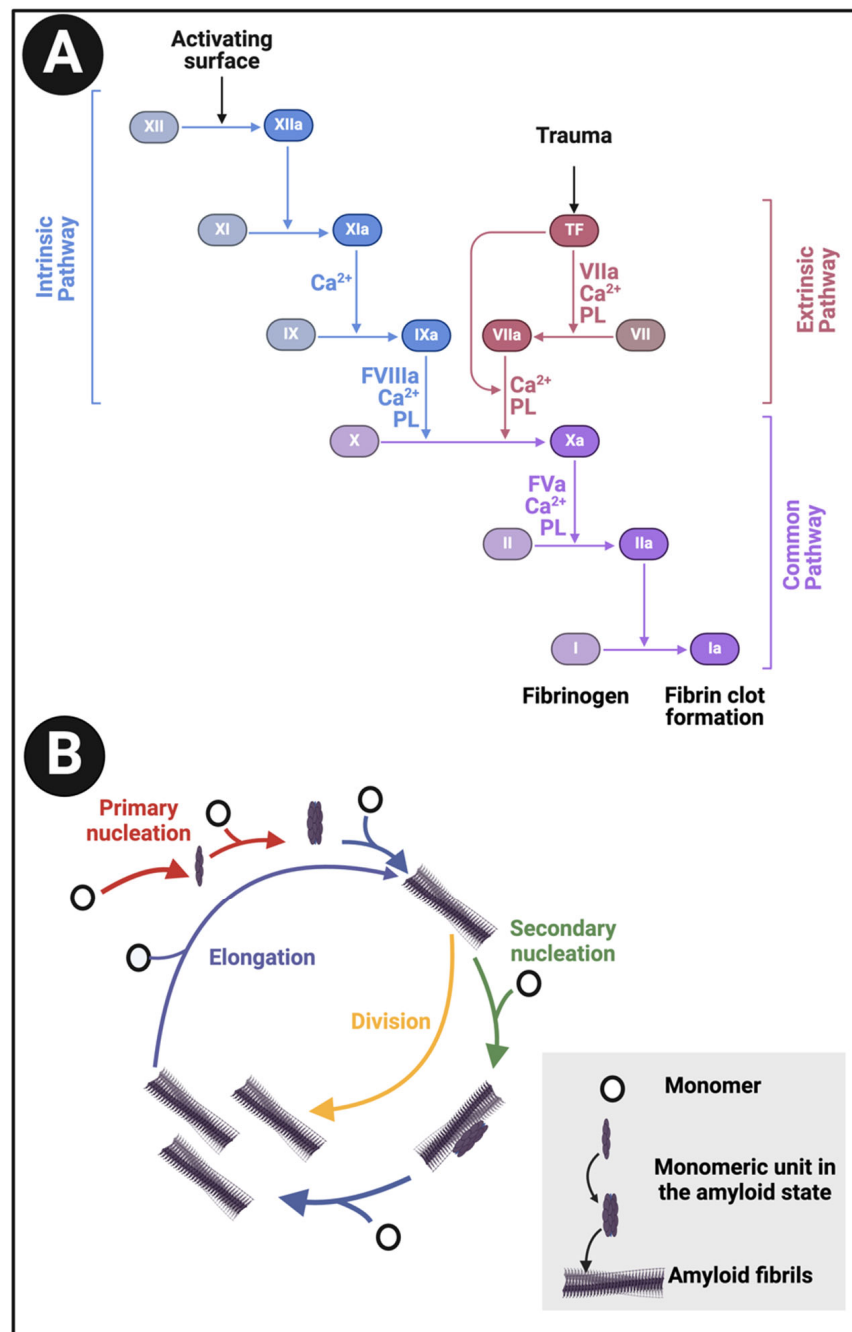 A
Activating
surface
XII
XIIa
Trauma
Intrinsic
Pathway
XI
XIa
TF
Extrinsic
Pathway
Ca²⁺
VIIa
Ca²⁺
PL
IX
IXa
VIIa
VII
FVIIIa
Ca²⁺
PL
Ca²⁺
PL
X
Xa
FVa
Ca²⁺
PL
Common
Pathway
II
IIa
I
Ia
Fibrinogen
Fibrin clot
formation
B
Primary
nucleation
Elongation
Secondary
nucleation
Division
Monomer
Monomeric unit in
the amyloid state
Amyloid fibrils